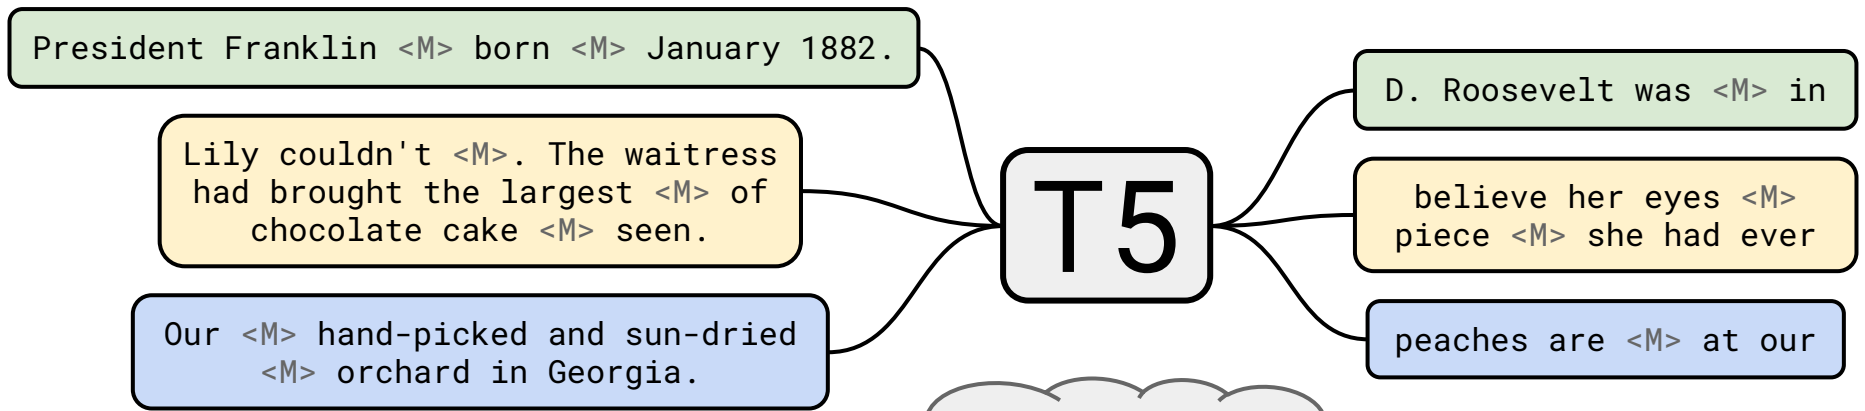 President Franklin <M> born <M> January 1882.
Lily couldn't <M>. The waitress
had brought the largest <M> of
chocolate cake <M> seen.
Our <M> hand-picked and sun-dried
<M> orchard in Georgia.
T5
D. Roosevelt was <M> in
believe her eyes <M>
piece <M> she had ever
peaches are <M> at our